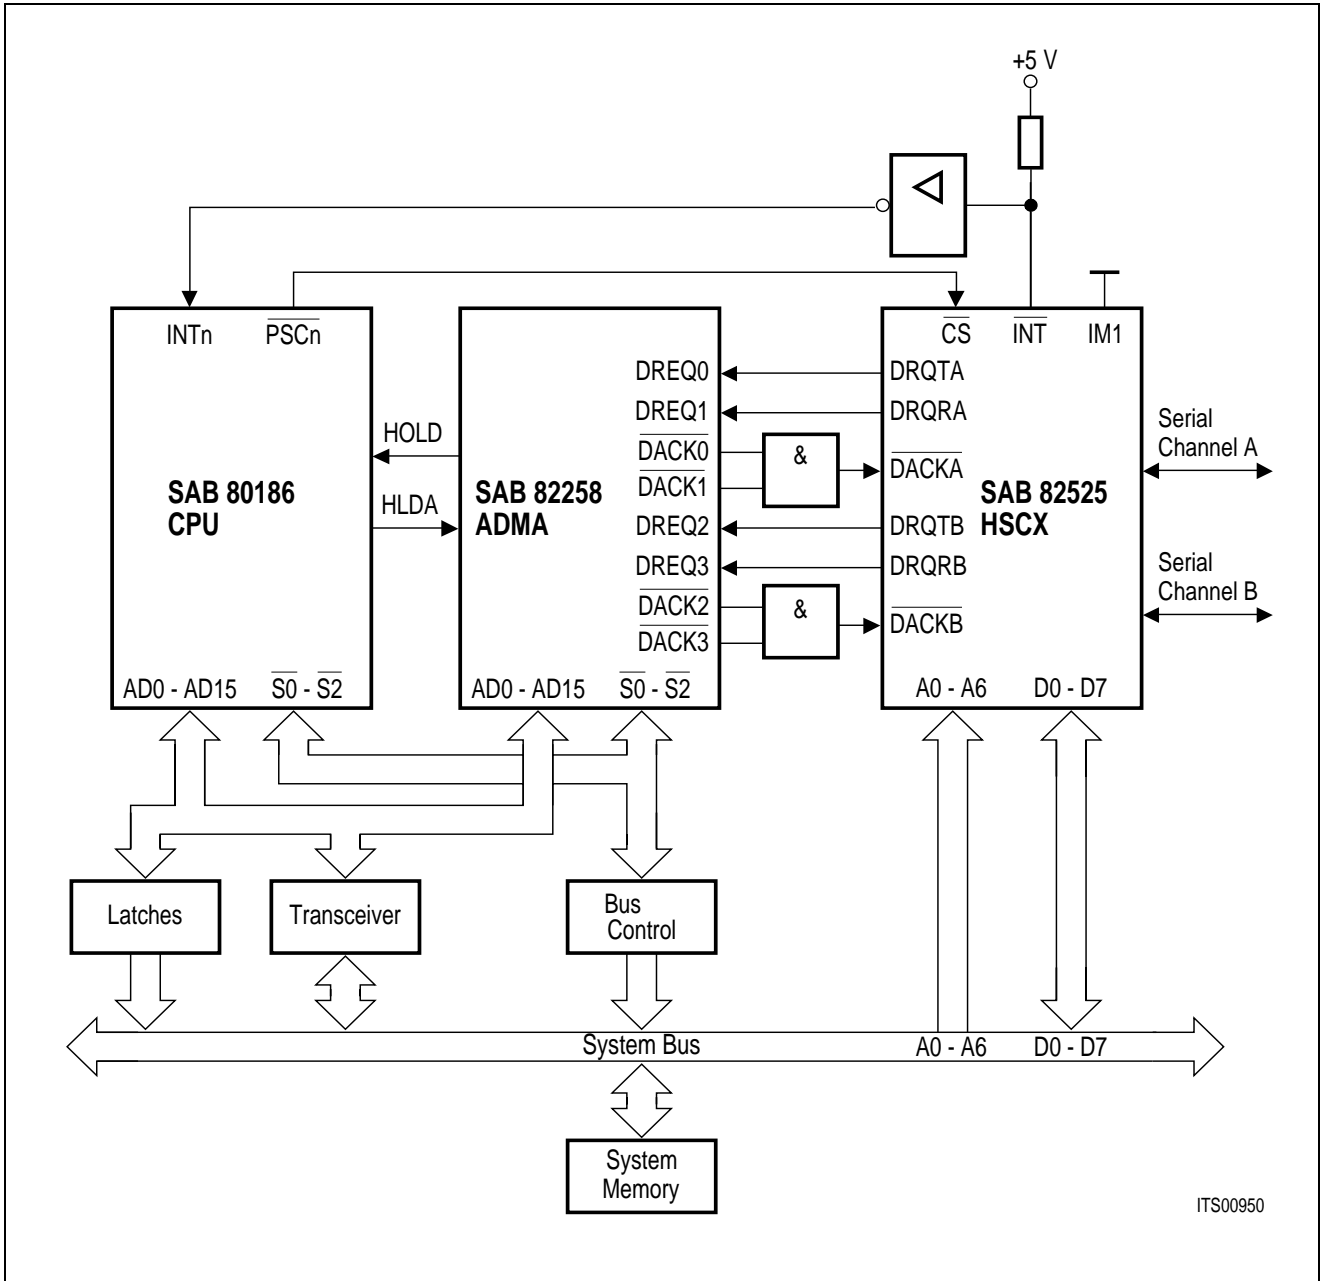 +5 V
INTn
PSCn
CS
INT
IM1
DREQ0
DRQTA
DREQ1
DRQRA
HOLD
DACK0
&
DACKA
DACK1
Serial
Channel A
SAB 80186
CPU
HLDA
SAB 82258
ADMA
SAB 82525
HSCX
DREQ2
DRQTB
DREQ3
DRQRB
DACK2
&
DACKB
DACK3
Serial
Channel B
AD0 - AD15
S0 - S2
AD0 - AD15
S0 - S2
A0 - A6
D0 - D7
Latches
Transceiver
Bus
Control
System Bus
A0 - A6
D0 - D7
System
Memory
ITS00950